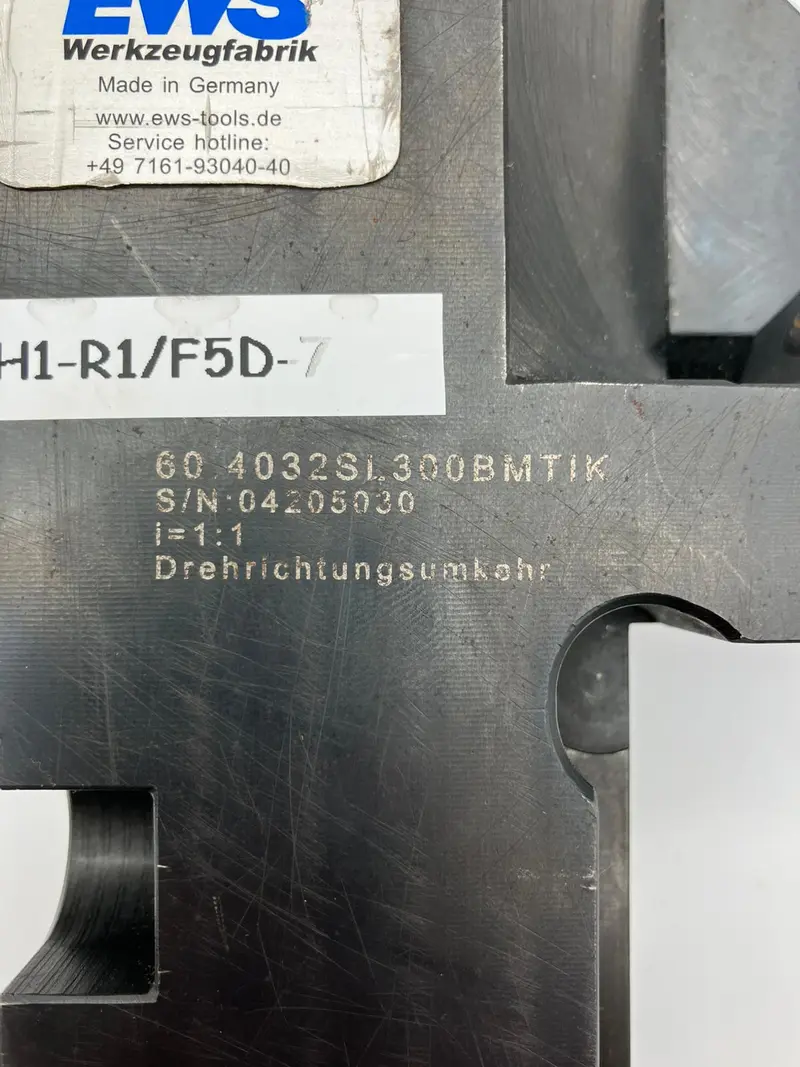 EWS
Werkzeugfabrik
Made in Germany
www.ews-tools.de
Service hotline:
+49 7161-93040-40
H1-R1/F5D-7
60.4032SL300BMTIK
S/N:04205030
i=1:1
Drehrichtungsumkehr